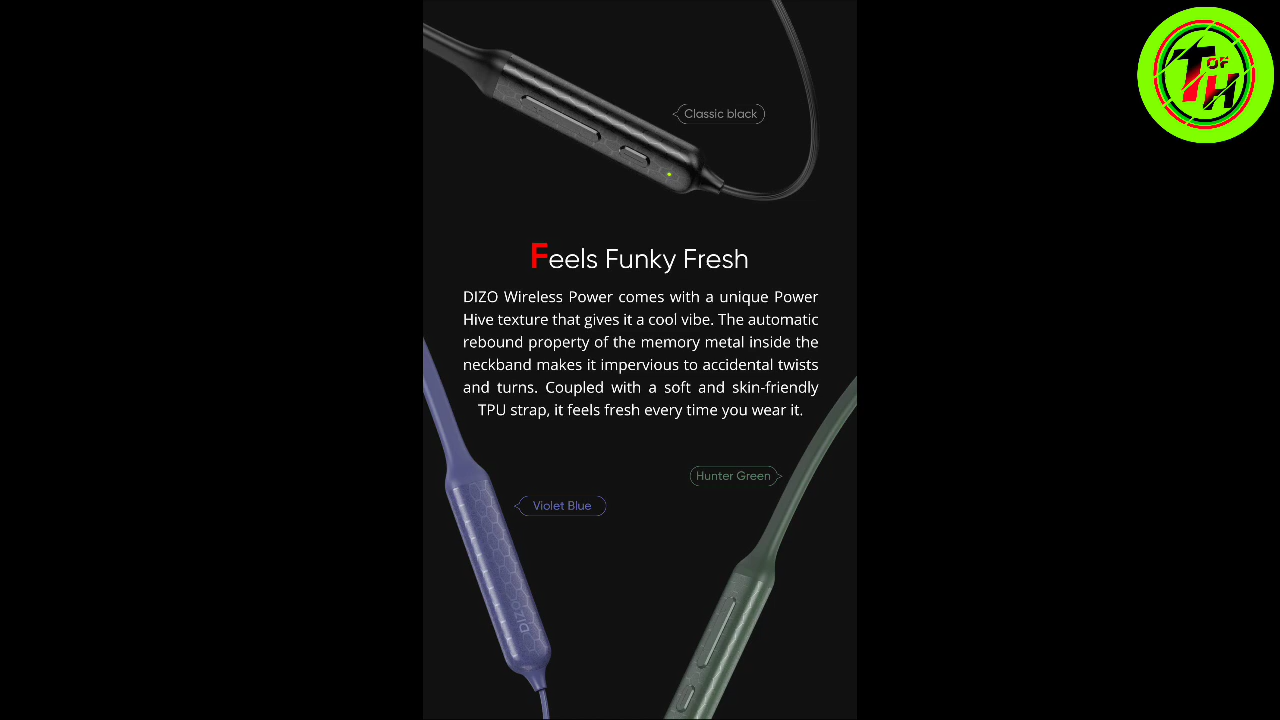 T OF H
Classic black
Feels Funky Fresh
DIZO Wireless Power comes with a unique Power
Hive texture that gives it a cool vibe. The automatic
rebound property of the memory metal inside the
neckband makes it impervious to accidental twists
and turns. Coupled with a soft and skin-friendly
TPU strap, it feels fresh every time you wear it.
Hunter Green
Violet Blue
DIZO